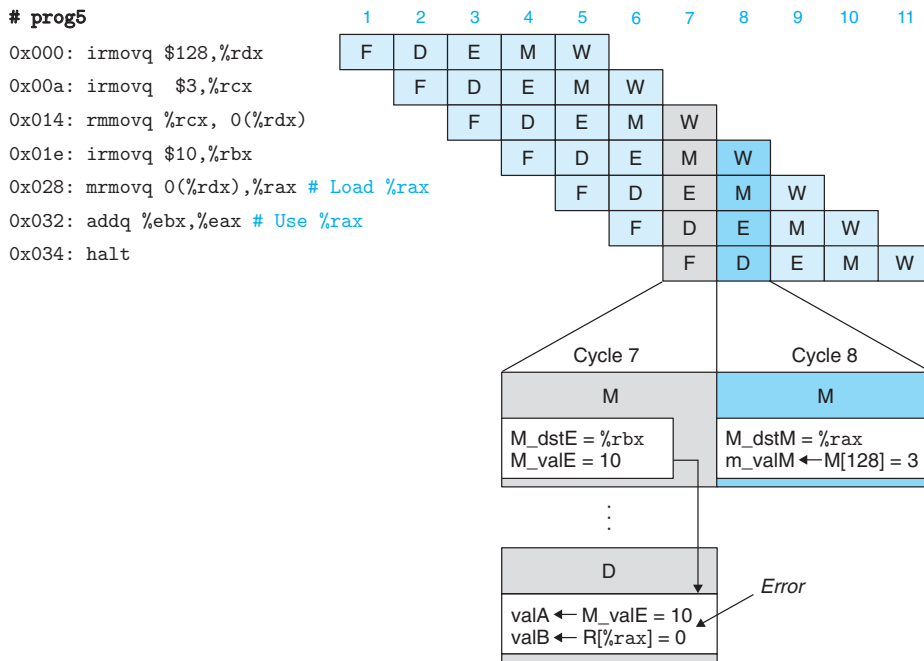 # prog5
1 2 3 4 5 6 7 8 9 10 11
0x000: irmovq $128,%rdx F D E M W
0x00a: irmovq $3,%rcx F D E M W
0x014: rmmovq %rcx, 0(%rdx) F D E M W
0x01e: irmovq $10,%rbx F D E M W
0x028: mrmovq 0(%rdx),%rax # Load %rax F D E M W
0x032: addq %ebx,%eax # Use %rax F D E M W
0x034: halt F D E M W
Cycle 7 Cycle 8
M M
M_dstE = %rbx M_dstM = %rax
M_valE = 10 m_valM ← M[128] = 3
⋮
D
Error
valA ← M_valE = 10
valB ← R[%rax] = 0